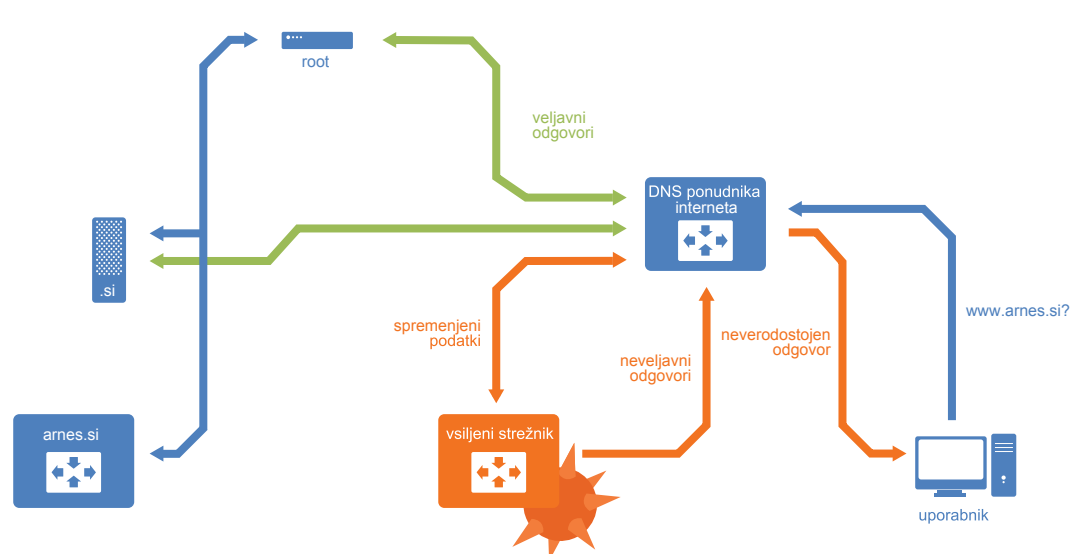 root
veljavni
odgovori
DNS ponudnika
interneta
.si
www.arnes.si?
spremenjeni
podatki
neverodostojen
odgovor
neveljavni
odgovori
arnes.si
vsiljeni strežnik
uporabnik